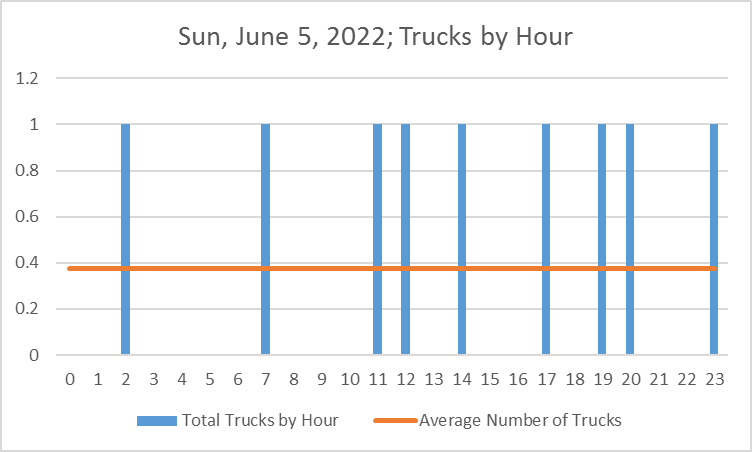 Sun, June 5, 2022; Trucks by Hour
1.2
1
0.8
0.6
0.4
0.2
0
0 1 2 3 4 5 6 7 8 9 10 11 12 13 14 15 16 17 18 19 20 21 22 23
Total Trucks by Hour Average Number of Trucks